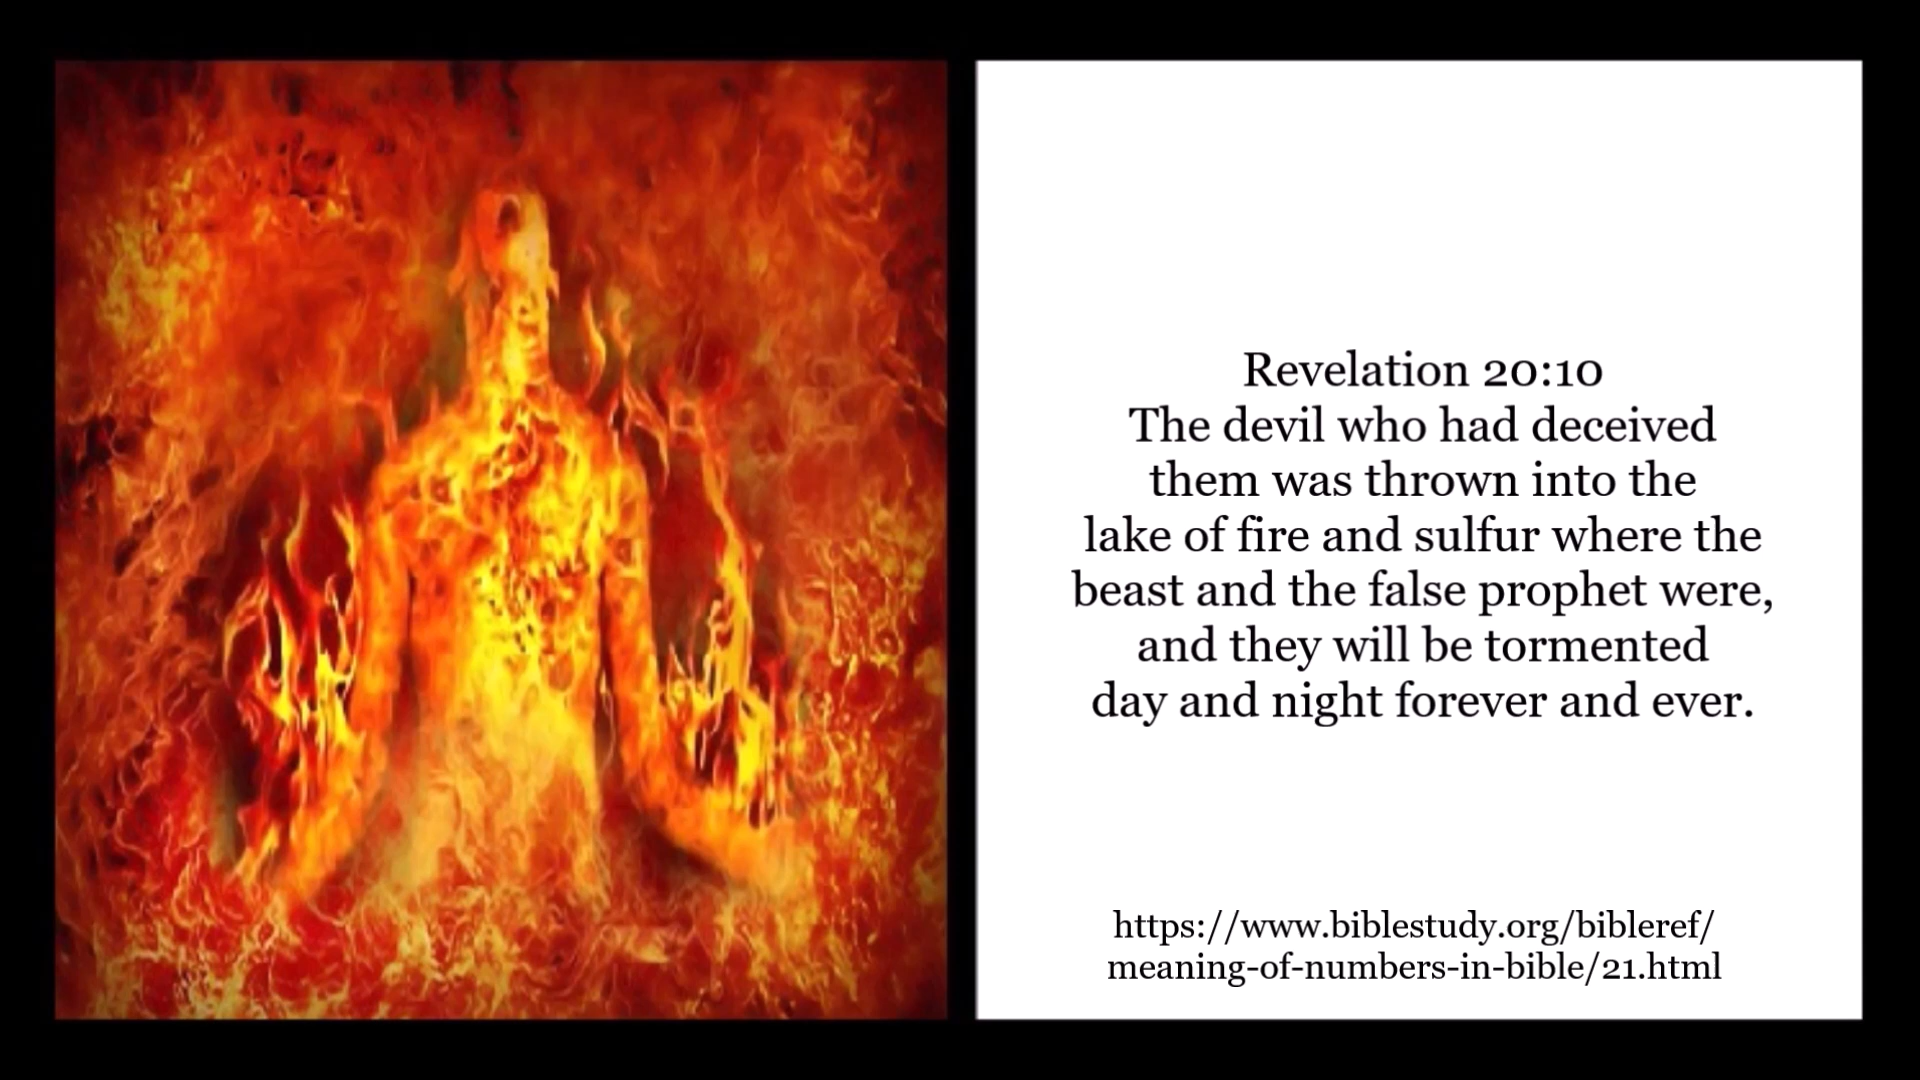 Revelation 20:10
The devil who had deceived
them was thrown into the
lake of fire and sulfur where the
beast and the false prophet were,
and they will be tormented
day and night forever and ever.
https://www.biblestudy.org/bibleref/
meaning-of-numbers-in-bible/21.html